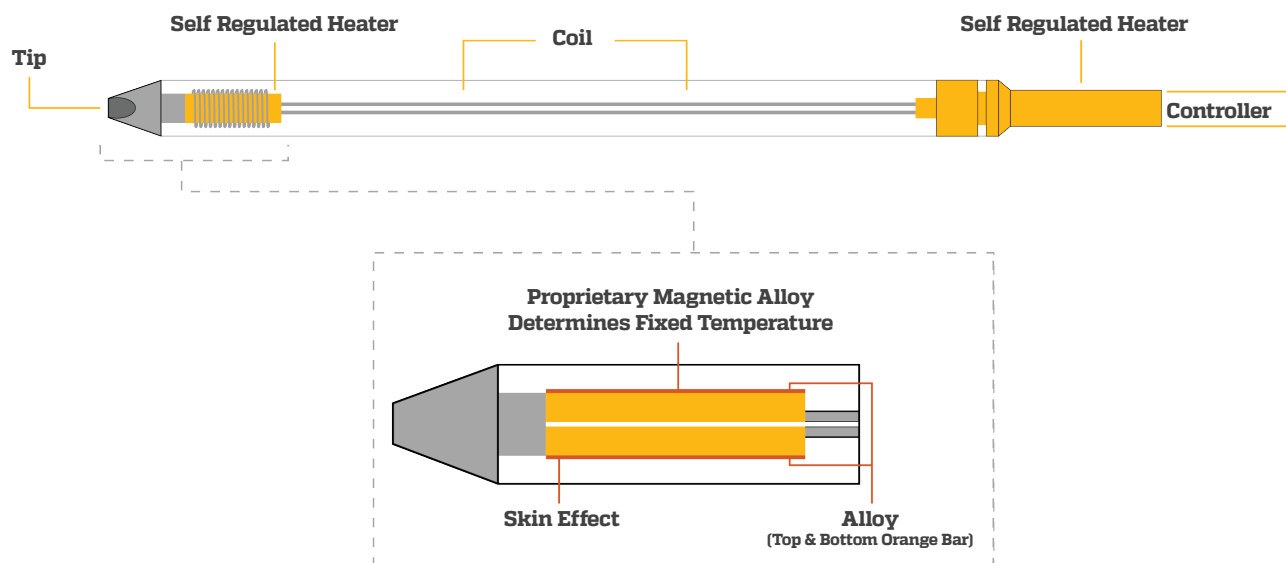 Self Regulated Heater
Coil
Self Regulated Heater
Tip
Controller
Proprietary Magnetic Alloy
Determines Fixed Temperature
Skin Effect
Alloy
(Top & Bottom Orange Bar)